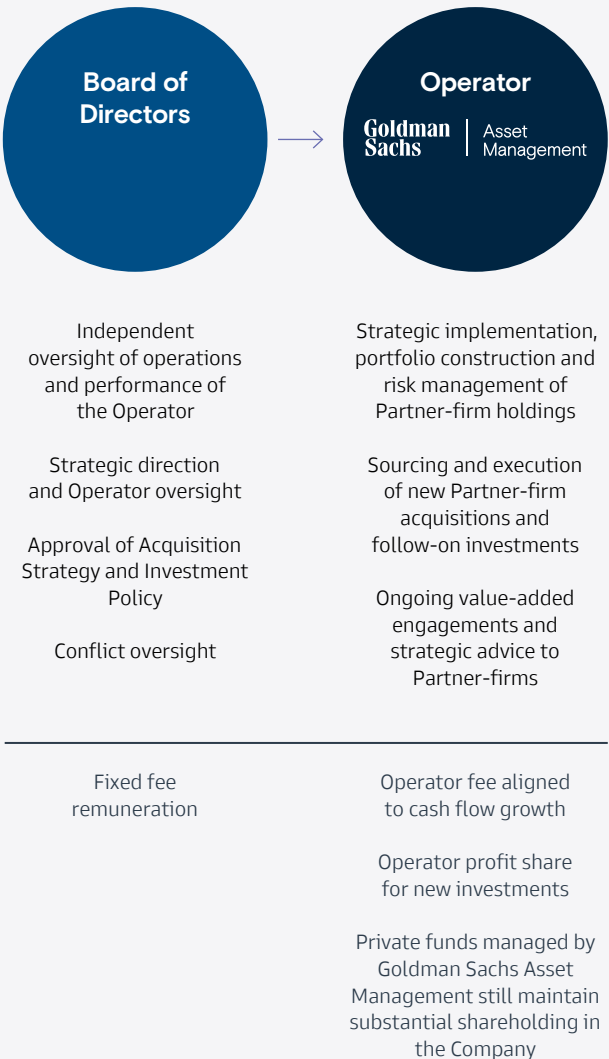 Board of
Directors
Operator
Goldman
Sachs
Asset
Management
Independent
oversight of operations
and performance of
the Operator
Strategic direction
and Operator oversight
Approval of Acquisition
Strategy and Investment
Policy
Conflict oversight
Strategic implementation,
portfolio construction and
risk management of
Partner-firm holdings
Sourcing and execution
of new Partner-firm
acquisitions and
follow-on investments
Ongoing value-added
engagements and
strategic advice to
Partner-firms
Fixed fee
remuneration
Operator fee aligned
to cash flow growth
Operator profit share
for new investments
Private funds managed by
Goldman Sachs Asset
Management still maintain
substantial shareholding in
the Company